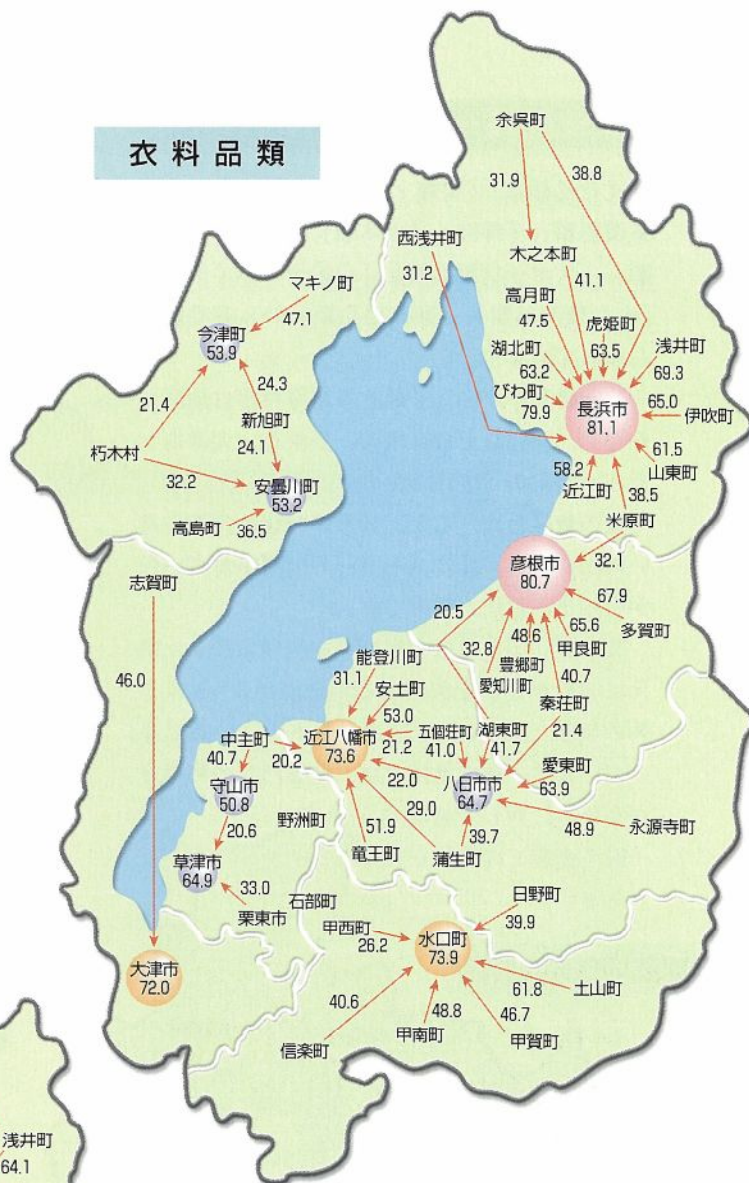 衣料品類
余呉町
31.9
38.8
西浅井町
31.2
木之本町
41.1
マキノ町
47.1
高月町
47.5
虎姫町
63.5
浅井町
69.3
今津町
53.9
湖北町
63.2
びわ町
79.9
長浜市
81.1
65.0
伊吹町
21.4
24.3
新旭町
24.1
61.5
山東町
朽木村
32.2
安曇川町
53.2
58.2
近江町
38.5
米原町
高島町
36.5
32.1
志賀町
彦根市
80.7
67.9
多賀町
20.5
32.8
愛知川町
48.6
豊郷町
65.6
甲良町
40.7
秦荘町
21.4
46.0
能登川町
31.1
安土町
53.0
五個荘町
21.2
41.0
湖東町
41.7
愛東町
63.9
中主町
40.7
20.2
近江八幡市
73.6
22.0
八日市市
64.7
守山市
50.8
野洲町
29.0
39.7
48.9
永源寺町
20.6
51.9
竜王町
蒲生町
草津市
64.9
33.0
栗東市
石部町
日野町
39.9
甲西町
26.2
水口町
73.9
大津市
72.0
61.8
土山町
40.6
48.8
46.7
信楽町
甲南町
甲賀町
浅井町
64.1